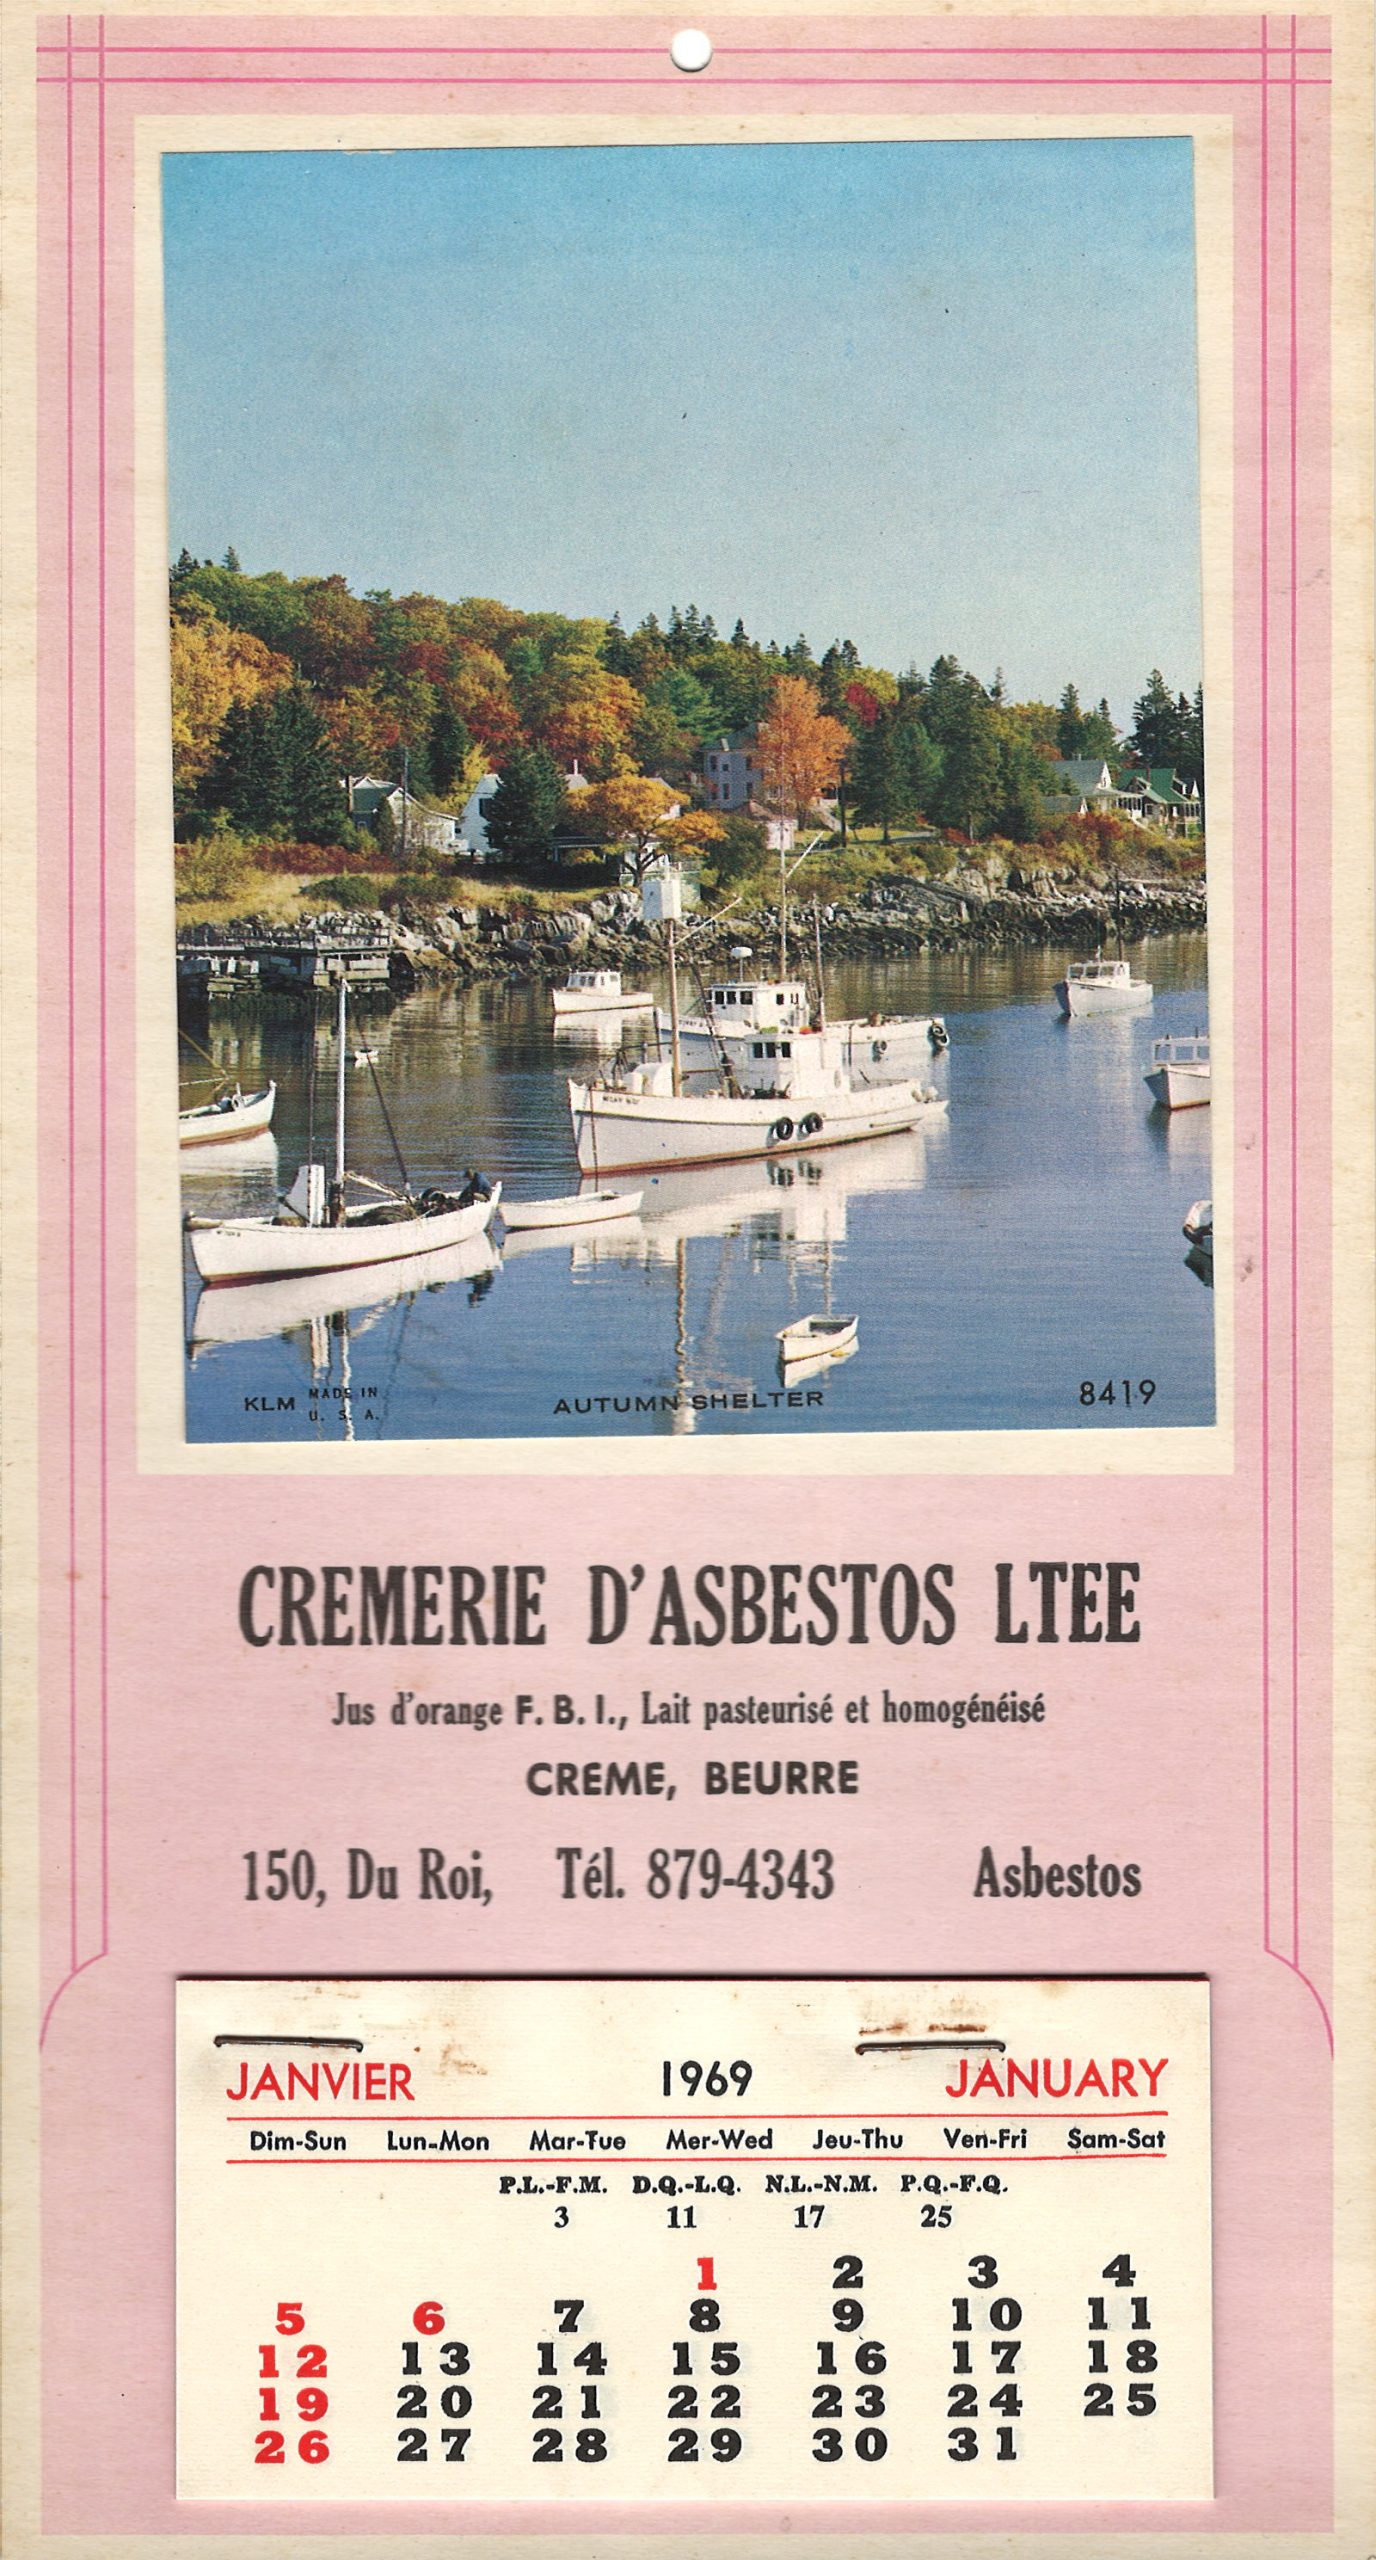 KLM MADE IN U. S. A. AUTUMN SHELTER 8419
CREMERIE D'ASBESTOS LTEE
Jus d'orange F. B. I., Lait pasteurisé et homogénéisé
CREME, BEURRE
150, Du Roi, Tél. 879-4343 Asbestos
JANVIER 1969 JANUARY
Dim-Sun Lun-Mon Mar-Tue Mer-Wed Jeu-Thu Ven-Fri Sam-Sat
P.L.-F.M. D.Q.-L.Q. N.L.-N.M. P.Q.-F.Q.
3 11 17 25
1 2 3 4
5 6 7 8 9 10 11
12 13 14 15 16 17 18
19 20 21 22 23 24 25
26 27 28 29 30 31